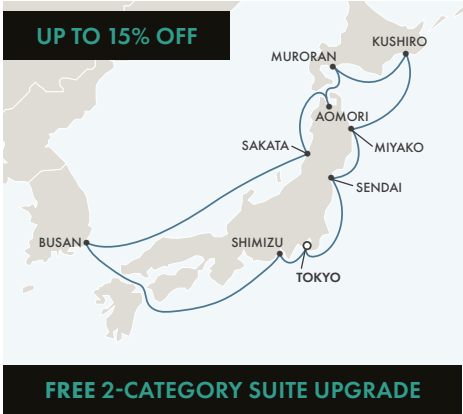 UP TO 15% OFF
KUSHIRO
MURORAN
AOMORI
SAKATA
MIYAKO
SENDAI
BUSAN
SHIMIZU
TOKYO
FREE 2-CATEGORY SUITE UPGRADE